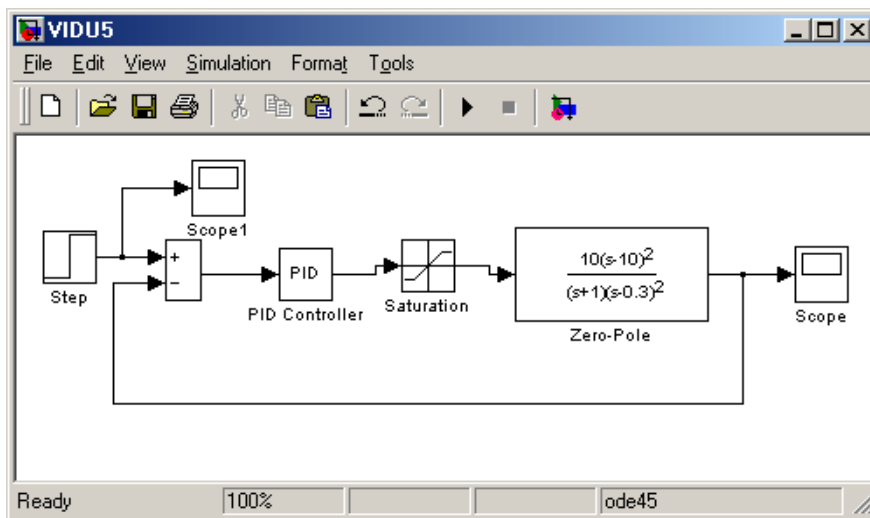 VIDU5
File Edit View Simulation Format Tools
Scope1
Step
+
−
PID
PID Controller
Saturation
10(s-10)²
(s+1)(s-0.3)²
Zero-Pole
Scope
Ready 100% ode45